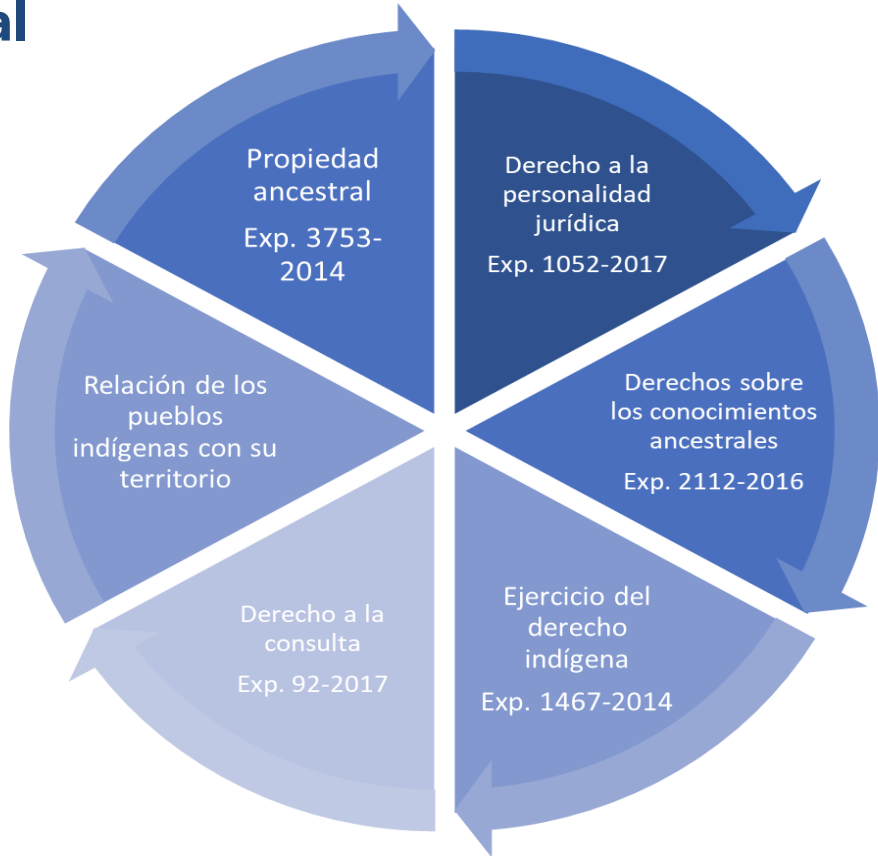 al
Propiedad
ancestral
Exp. 3753-
2014
Derecho a la
personalidad
jurídica
Exp. 1052-2017
Derechos sobre
los conocimientos
ancestrales
Exp. 2112-2016
Ejercicio del
derecho
indígena
Exp. 1467-2014
Derecho a la
consulta
Exp. 92-2017
Relación de los
pueblos
indígenas con su
territorio